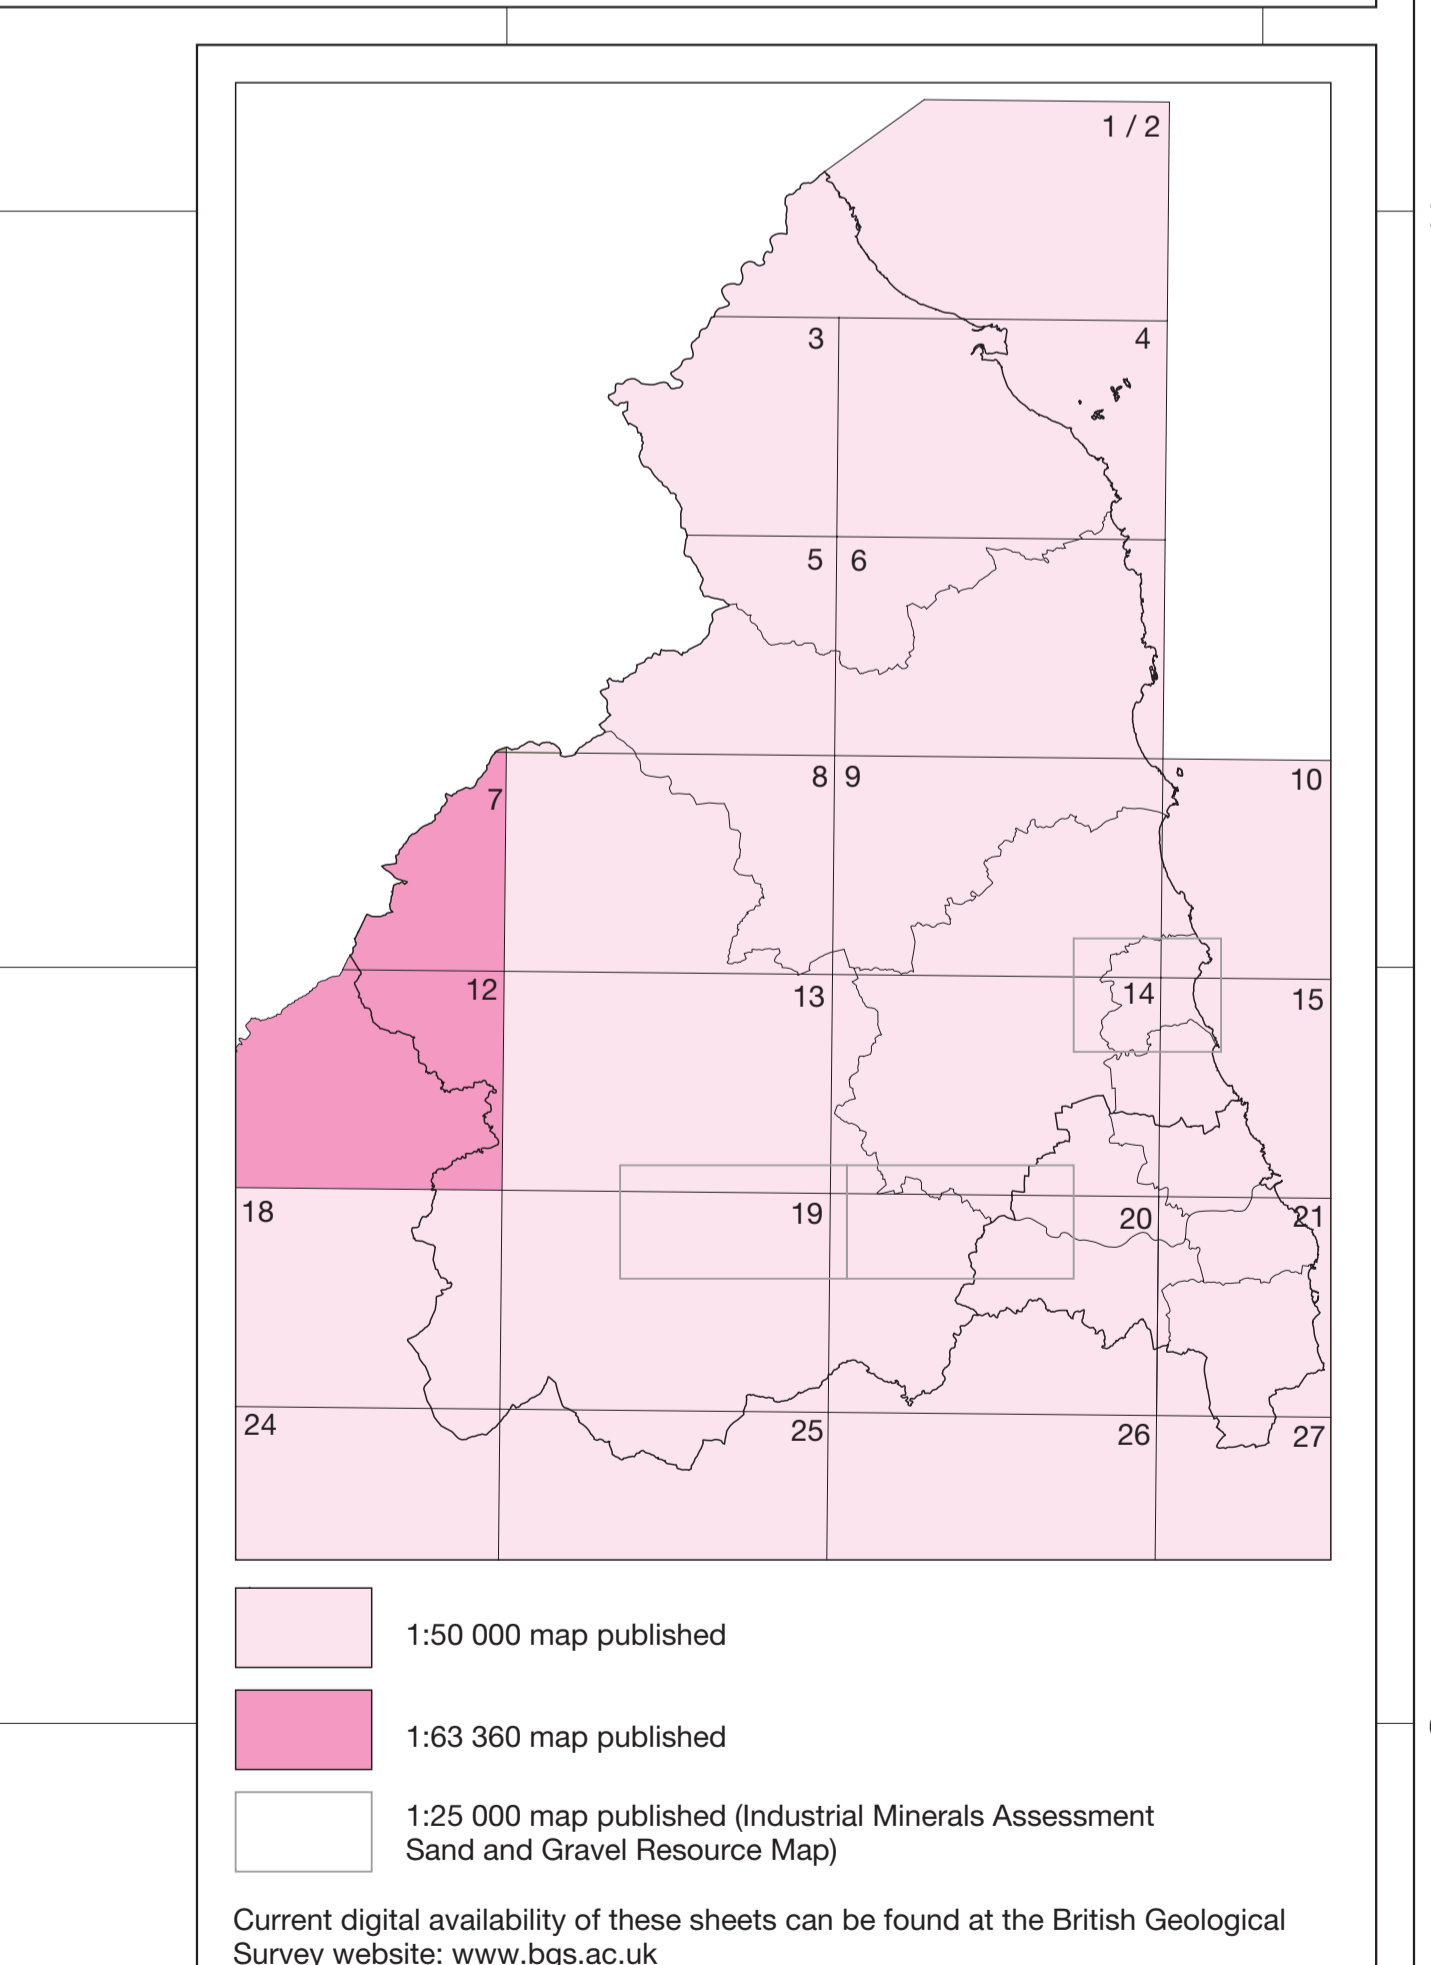 1 / 2
3
4
5
6
8
9
10
7
12
13
14
15
18
19
20
21
24
25
26
27
1:50 000 map published
1:63 360 map published
1:25 000 map published (Industrial Minerals Assessment
Sand and Gravel Resource Map)
Current digital availability of these sheets can be found at the British Geological
Survey website: www.bgs.ac.uk